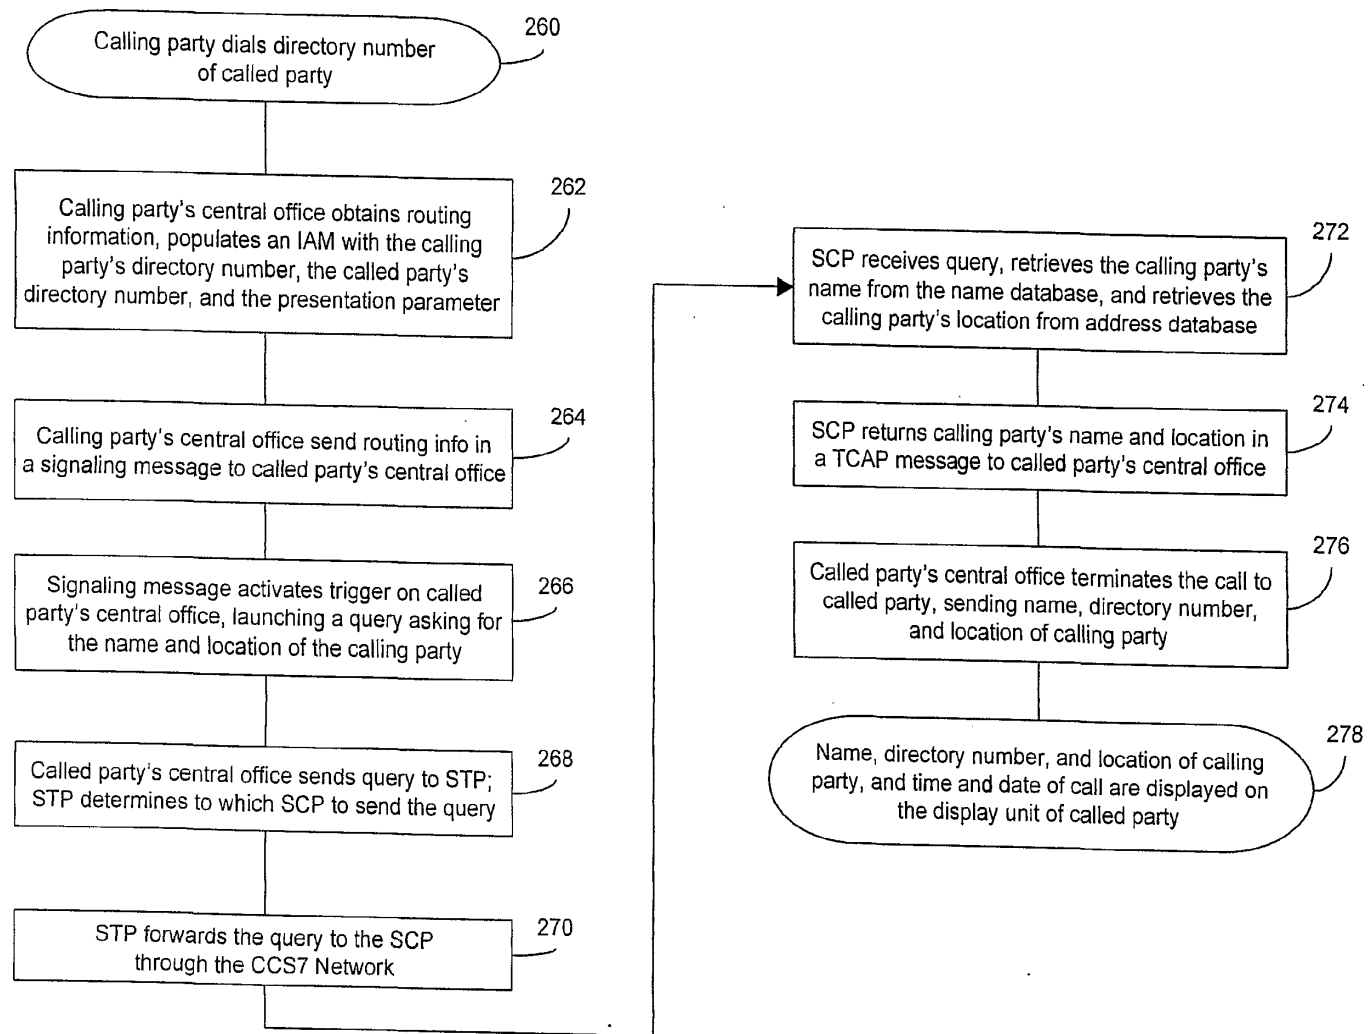 Calling party dials directory number
of called party
260
Calling party's central office obtains routing
information, populates an IAM with the calling
party's directory number, the called party's
directory number, and the presentation parameter
262
Calling party's central office send routing info in
a signaling message to called party's central office
264
Signaling message activates trigger on called
party's central office, launching a query asking for
the name and location of the calling party
266
Called party's central office sends query to STP;
STP determines to which SCP to send the query
268
STP forwards the query to the SCP
through the CCS7 Network
270
SCP receives query, retrieves the calling party's
name from the name database, and retrieves the
calling party's location from address database
272
SCP returns calling party's name and location in
a TCAP message to called party's central office
274
Called party's central office terminates the call to
called party, sending name, directory number,
and location of calling party
276
Name, directory number, and location of calling
party, and time and date of call are displayed on
the display unit of called party
278